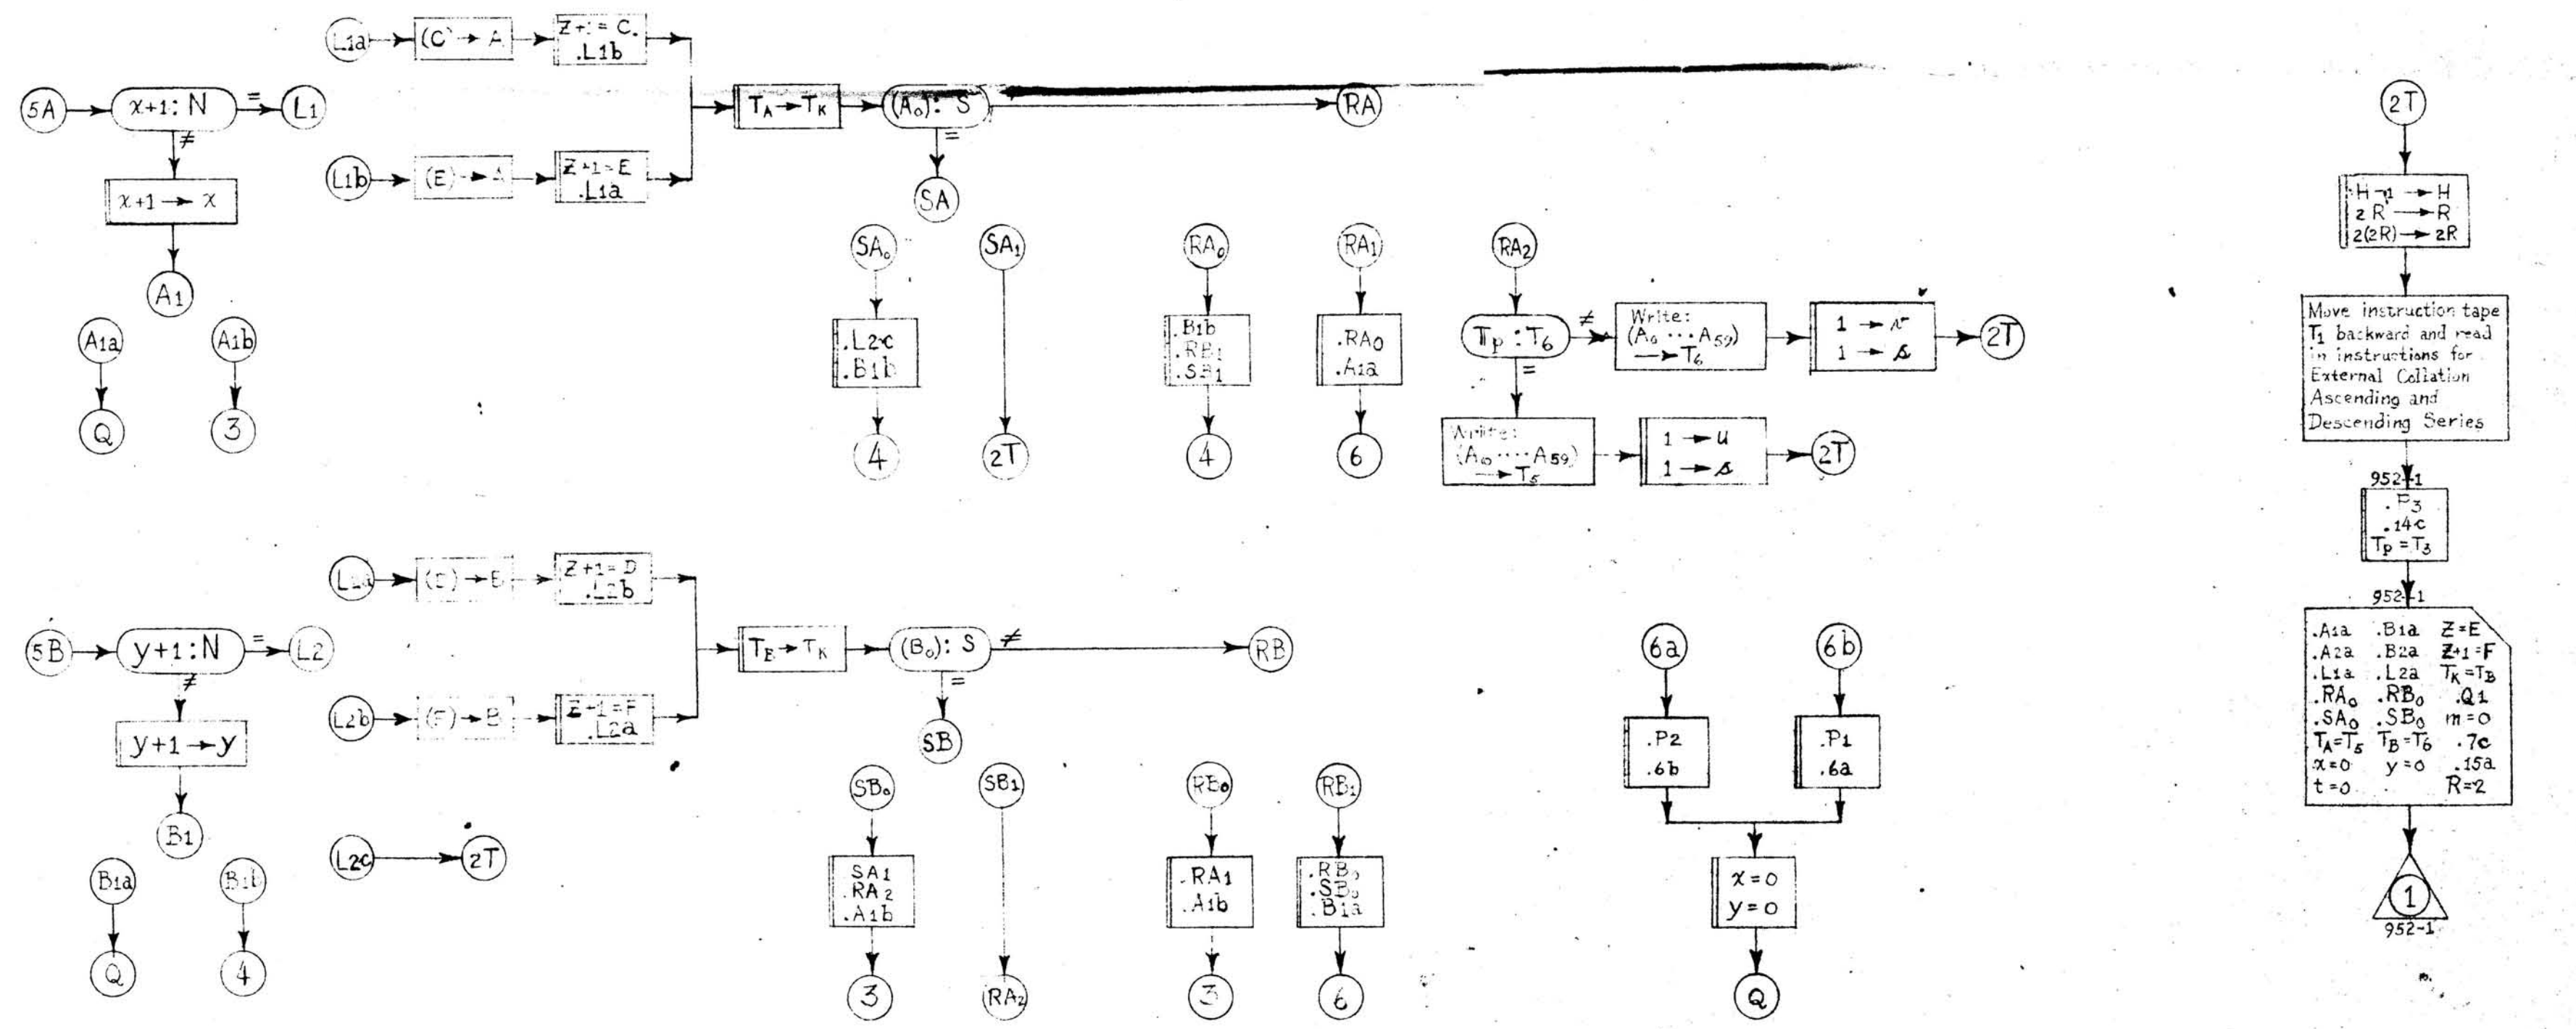 L1a
(C) → A
Z+1 = C.
.L1b
5A
x+1 : N
=
L1
≠
x+1 → x
A1
A1a
Q
A1b
3
L1b
(E) → A
Z+1=E
.L1a
TA → TK
(A0) : S
RA
=
SA
SA0
.L2c
.B1b
4
SA1
2T
RA0
.B1b
.RB1
.SB1
4
RA1
.RA0
.A1a
6
RA2
Tp : T6
≠
Write:
(A0 ... A59)
→ T6
1 → v
1 → s
2T
=
Write:
(A0 .... A59)
→ T5
1 → u
1 → s
2T
2T
H-1 → H
2R → R
2(2R) → 2R
Move instruction tape
T1 backward and read
in instructions for
External Collation
Ascending and
Descending Series
952-1
.P3
.14c
Tp = T3
952-1
.A1a .B1a Z=E
.A2a .B2a Z+1=F
.L1a .L2a TK=TB
.RA0 .RB0 .Q1
.SA0 .SB0 m=0
TA=T5 TB=T6 .7c
x=0 y=0 .15a
t=0 R=2
1
952-1
L2a
(D) → B
Z+1=D
.L2b
5B
y+1 : N
=
L2
≠
y+1 → y
B1
B1a
Q
B1b
4
L2b
(F) → B
Z+1=F
.L2a
L2c
2T
TB → TK
(B0) : S
≠
RB
=
SB
SB0
SA1
.RA2
.A1b
3
SB1
RA2
RB0
.RA1
.A1b
3
RB1
.RB0
.SB0
.B1a
6
6a
.P2
.6b
6b
.P1
.6a
x=0
y=0
Q